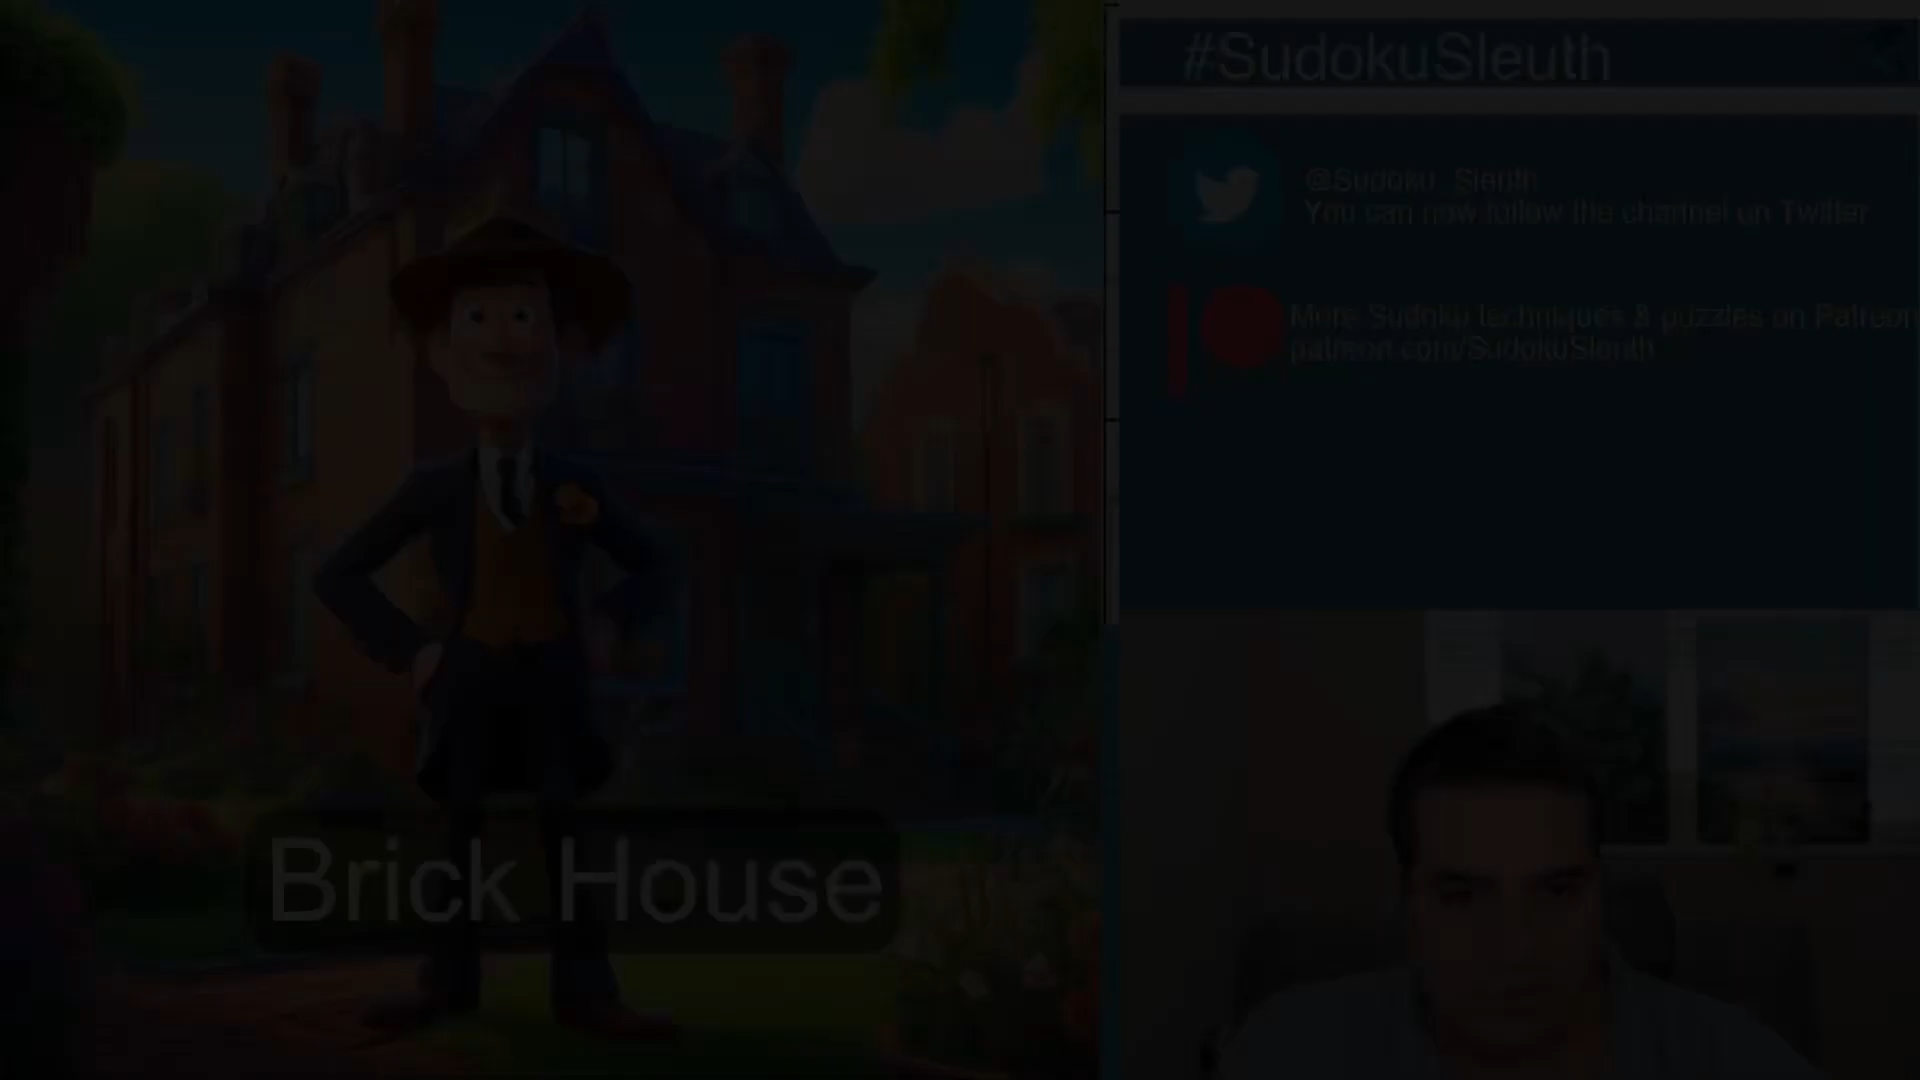 #SudokuSleuth
@Sudoku_Sleuth
You can now follow the channel on Twitter
More Sudoku techniques & puzzles on Patreon
patreon.com/SudokuSleuth
Brick House